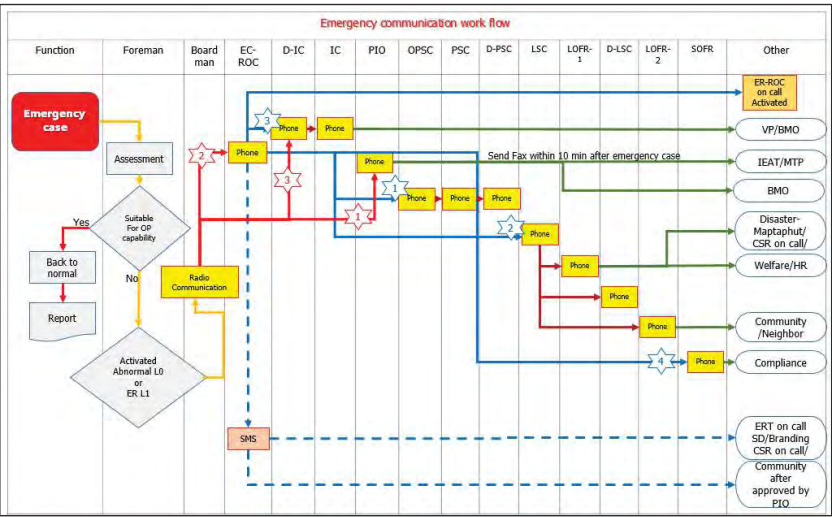 Emergency communication work flow
Function
Foreman
Board
man
EC-
ROC
D-IC
IC
PIO
OPSC
PSC
D-PSC
LSC
LOFR-
1
D-LSC
LOFR-
2
SOFR
Other
Emergency
case
ER-ROC
on call
Activated
3
Phone
Phone
VP/BMO
Assessment
2
Phone
Send Fax within 10 min after emergency case
Phone
IEAT/MTP
3
1
Phone
Phone
Phone
BMO
Suitable
For OP
capability
Yes
1
2
Phone
Disaster-
Maptaphut/
CSR on call/
Back to
normal
No
Radio
Communication
Phone
Welfare/HR
Phone
Report
Phone
Community
/Neighbor
Activated
Abnormal L0
or
ER L1
4
Phone
Compliance
SMS
ERT on call
SD/Branding
CSR on call/
Community
after
approved by
PIO